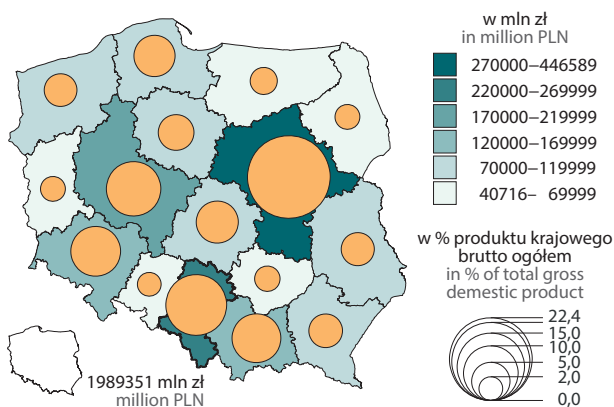 w mln zł
in million PLN
270000–446589
220000–269999
170000–219999
120000–169999
70000–119999
40716– 69999
w % produktu krajowego
brutto ogółem
in % of total gross
demestic product
22,4
15,0
10,0
5,0
2,0
0,0
1989351 mln zł
million PLN